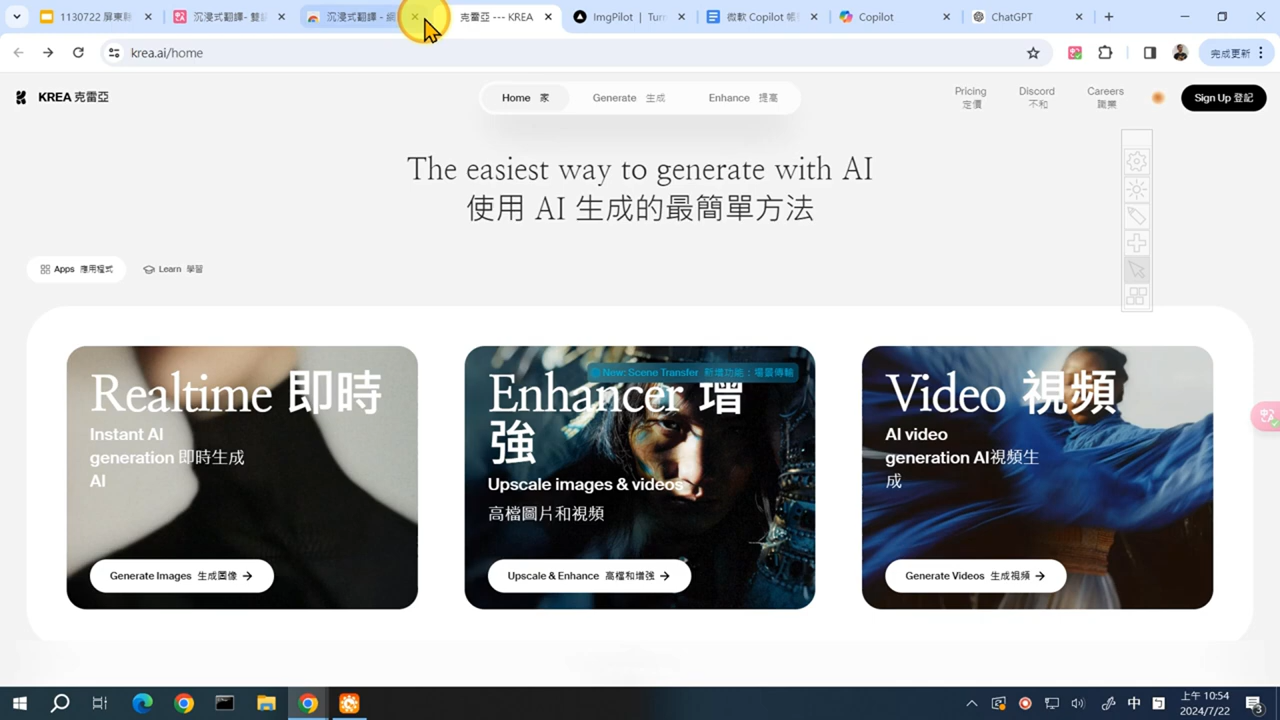 1130722 屏東縣
沉浸式翻譯- 雙語
沉浸式翻譯 - 網
克雷亞 --- KREA
ImgPilot | Turn
微軟 Copilot 帳
Copilot
ChatGPT
krea.ai/home
完成更新
KREA 克雷亞
Home 家
Generate 生成
Enhance 提高
Pricing
定價
Discord
不和
Careers
職業
Sign Up 登記
The easiest way to generate with AI
使用 AI 生成的最簡單方法
Apps 應用程式
Learn 學習
Realtime 即時
Instant AI
generation 即時生成
AI
Generate Images 生成圖像 →
New: Scene Transfer 新增功能：場景傳輸
Enhancer 增
強
Upscale images & videos
高檔圖片和視頻
Upscale & Enhance 高檔和增強 →
Video 視頻
AI video
generation AI視頻生
成
Generate Videos 生成視頻 →
中
上午 10:54
2024/7/22
3